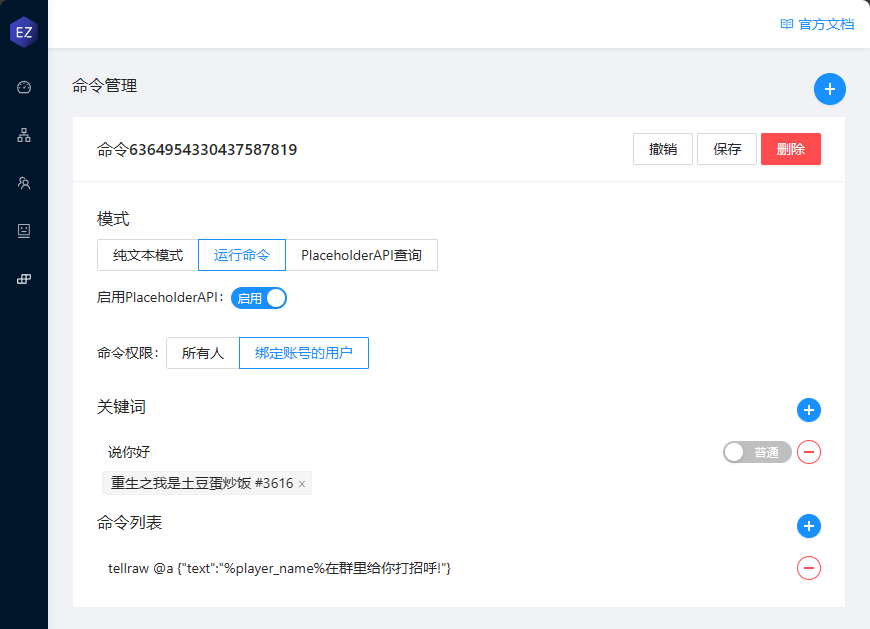 EZ
官方文档
命令管理
命令6364954330437587819
撤销 保存 删除
模式
纯文本模式 运行命令 PlaceholderAPI查询
启用PlaceholderAPI: 启用
命令权限: 所有人 绑定账号的用户
关键词
说你好 普通
重生之我是土豆蛋炒饭 #3616 ×
命令列表
tellraw @a {"text":"%player_name%在群里给你打招呼!"}